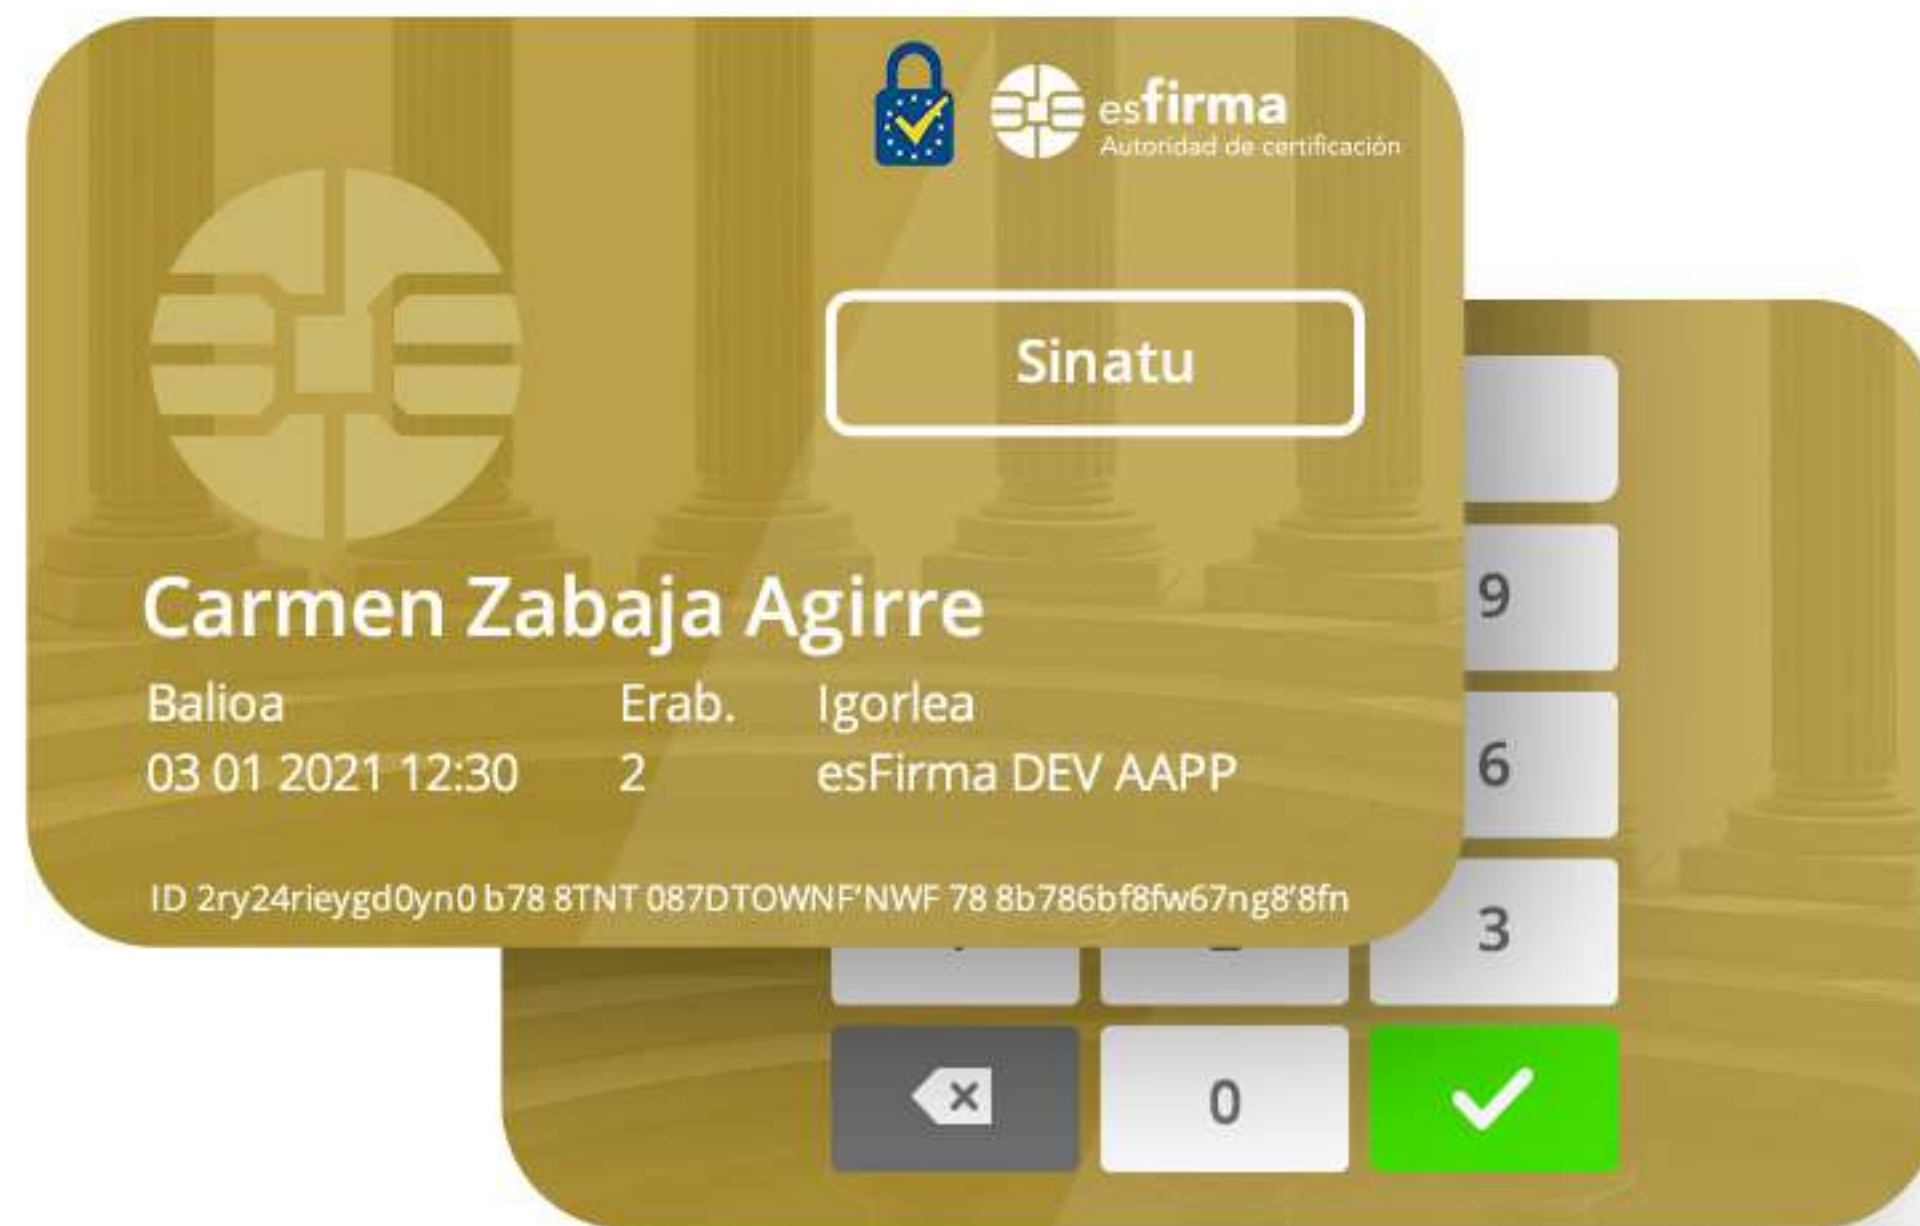 esfirma
Autoridad de certificación
Sinatu
Carmen Zabaja Agirre
Balioa Erab. Igorlea
03 01 2021 12:30 2 esFirma DEV AAPP
ID 2ry24rieygd0yn0 b78 8TNT 087DTOWNF'NWF 78 8b786bf8fw67ng8'8fn
9
6
3
0